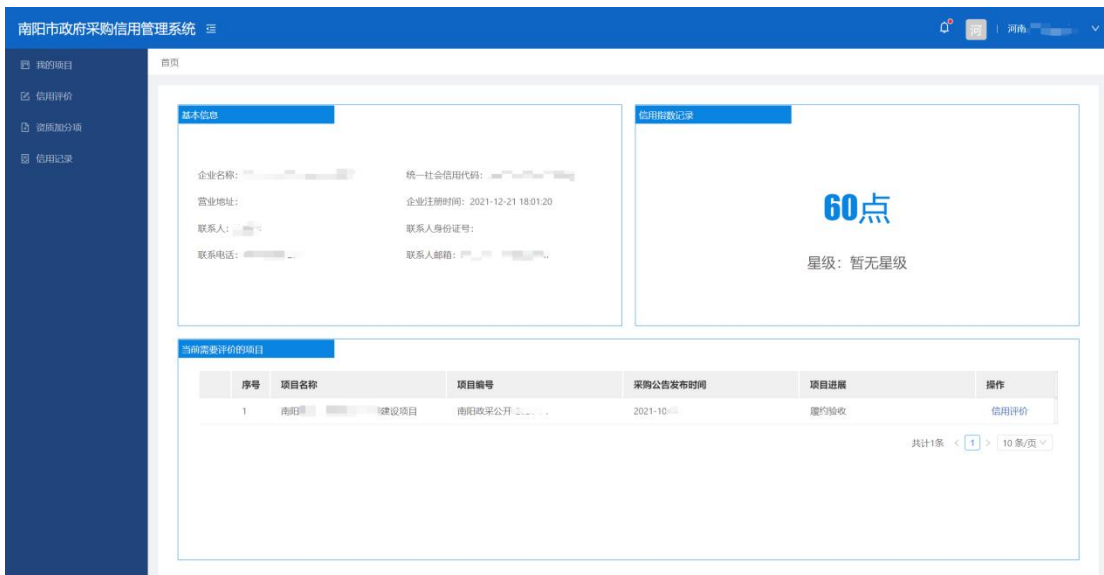 南阳市政府采购信用管理系统
河南
我的项目
首页
信用评价
资质加分项
信用记录
基本信息
企业名称:
统一社会信用代码:
营业地址:
企业注册时间: 2021-12-21 18:01:20
联系人:
联系人身份证号:
联系电话:
联系人邮箱:
信用指数记录
60点
星级: 暂无星级
当前需要评价的项目
序号 项目名称 项目编号 采购公告发布时间 项目进展 操作
1 南阳 建设项目 南阳政采公开 2021-10 履约验收 信用评价
共计1条 < 1 > 10 条/页